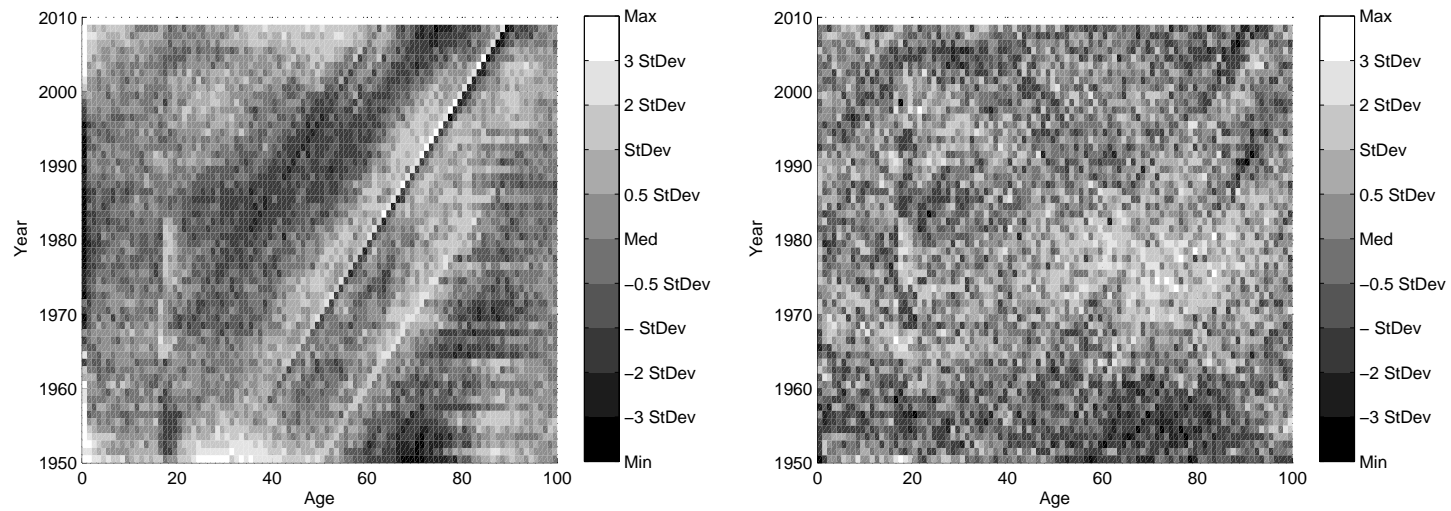 2010
2000
1990
1980
1970
1960
1950
Year
0
20
40
60
80
100
Age
Max
3 StDev
2 StDev
StDev
0.5 StDev
Med
−0.5 StDev
− StDev
−2 StDev
−3 StDev
Min
2010
2000
1990
1980
1970
1960
1950
Year
0
20
40
60
80
100
Age
Max
3 StDev
2 StDev
StDev
0.5 StDev
Med
−0.5 StDev
− StDev
−2 StDev
−3 StDev
Min